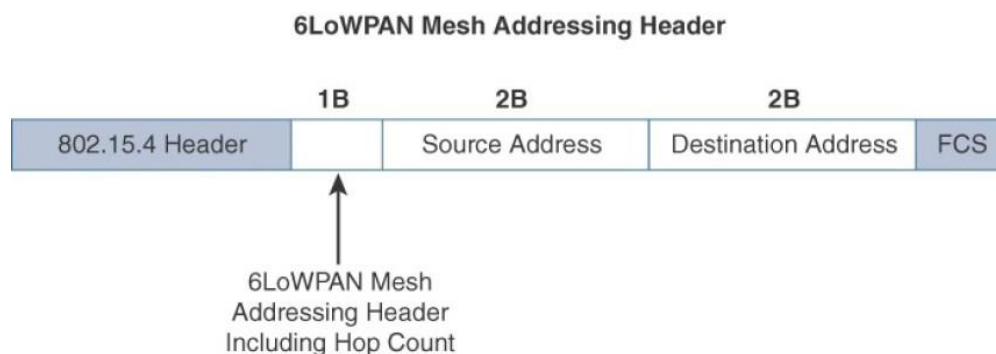 6LoWPAN Mesh Addressing Header
1B 2B 2B
802.15.4 Header Source Address Destination Address FCS
6LoWPAN Mesh
Addressing Header
Including Hop Count